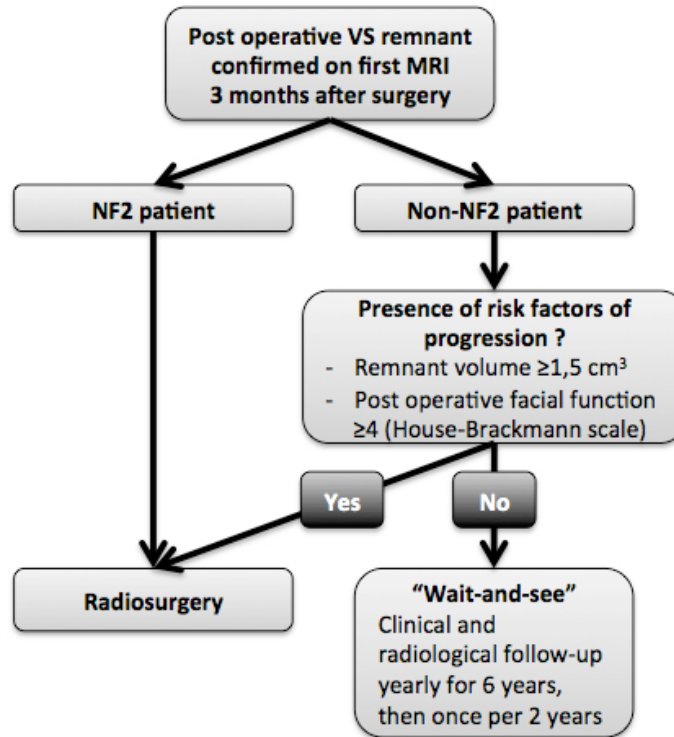 Post operative VS remnant
confirmed on first MRI
3 months after surgery
NF2 patient
Non-NF2 patient
Presence of risk factors of
progression ?
- Remnant volume ≥1,5 cm³
- Post operative facial function
≥4 (House-Brackmann scale)
Yes
No
Radiosurgery
“Wait-and-see”
Clinical and
radiological follow-up
yearly for 6 years,
then once per 2 years